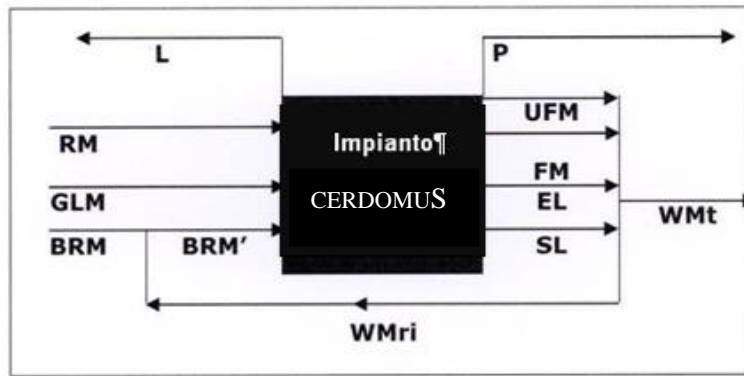 L P
UFM
RM Impianto¶
FM
GLM CERDOMUS EL
WMt
BRM BRM’ SL
WMri